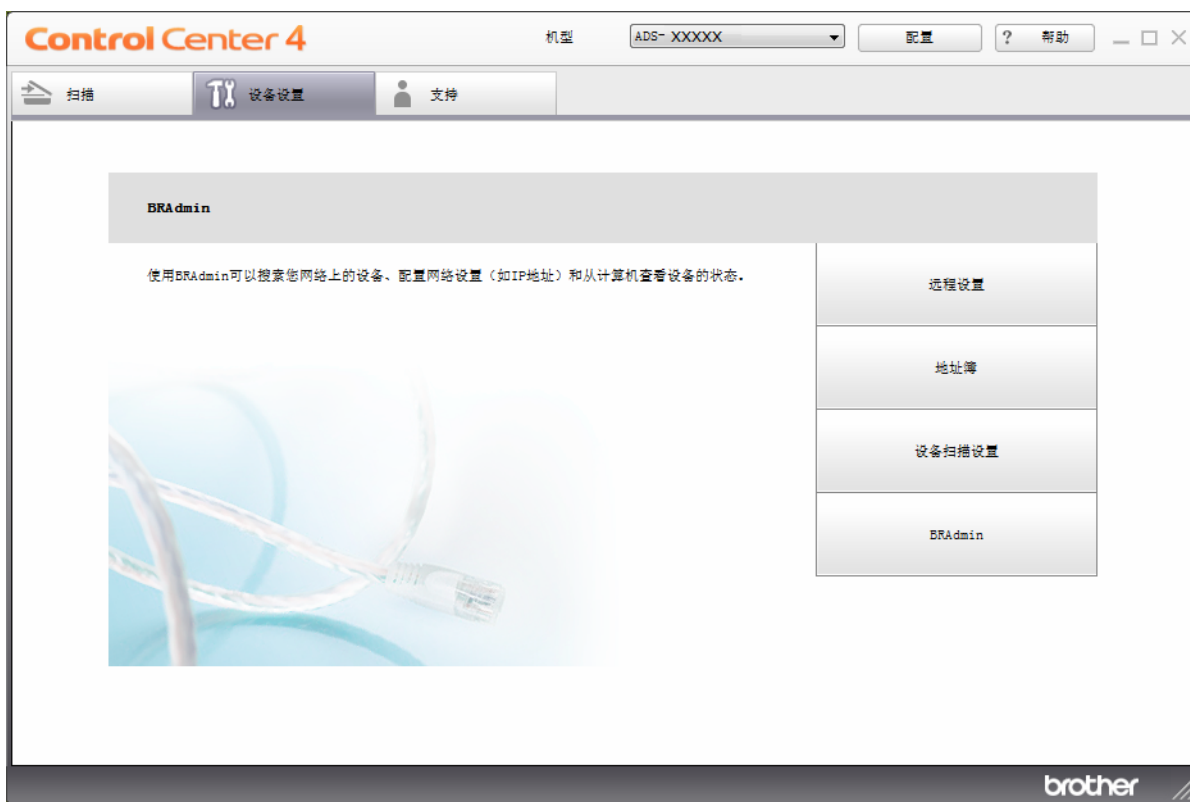 Control Center 4
机型
ADS- XXXXX
配置
? 帮助
扫描
设备设置
支持
BRAdmin
使用BRAdmin可以搜索您网络上的设备、配置网络设置（如IP地址）和从计算机查看设备的状态.
远程设置
地址簿
设备扫描设置
BRAdmin
brother